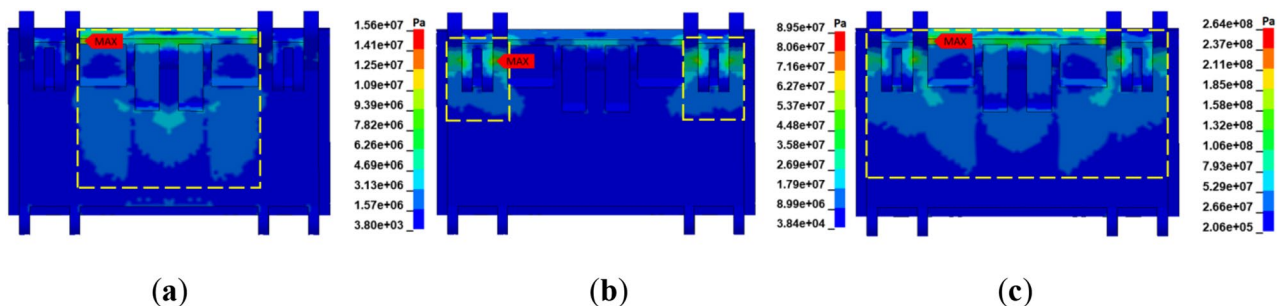 Pa
1.56e+07
1.41e+07
1.25e+07
1.09e+07
9.39e+06
7.82e+06
6.26e+06
4.69e+06
3.13e+06
1.57e+06
3.80e+03
MAX
(a)
Pa
8.95e+07
8.06e+07
7.16e+07
6.27e+07
5.37e+07
4.48e+07
3.58e+07
2.69e+07
1.79e+07
8.99e+06
3.84e+04
MAX
(b)
Pa
2.64e+08
2.37e+08
2.11e+08
1.85e+08
1.58e+08
1.32e+08
1.06e+08
7.93e+07
5.29e+07
2.66e+07
2.06e+05
MAX
(c)